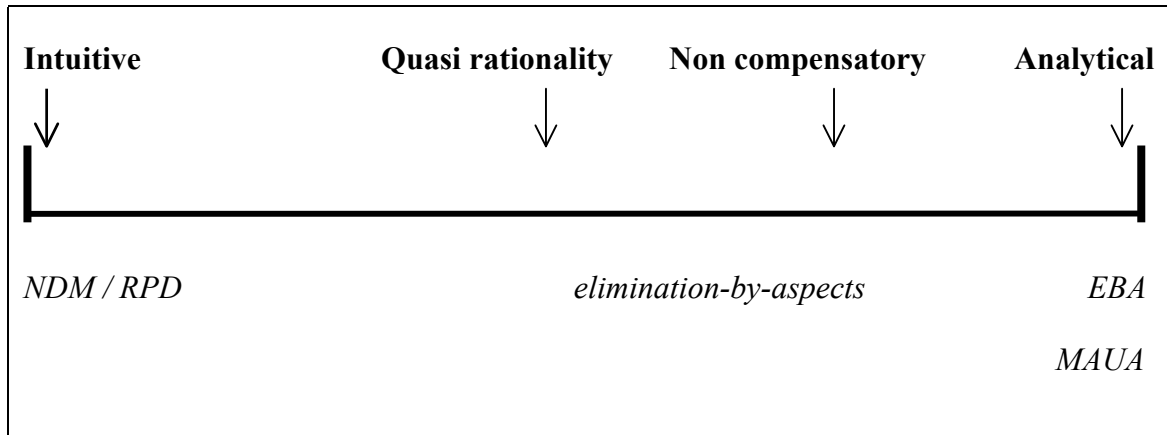 Intuitive Quasi rationality Non compensatory Analytical
NDM / RPD elimination-by-aspects EBA
MAUA